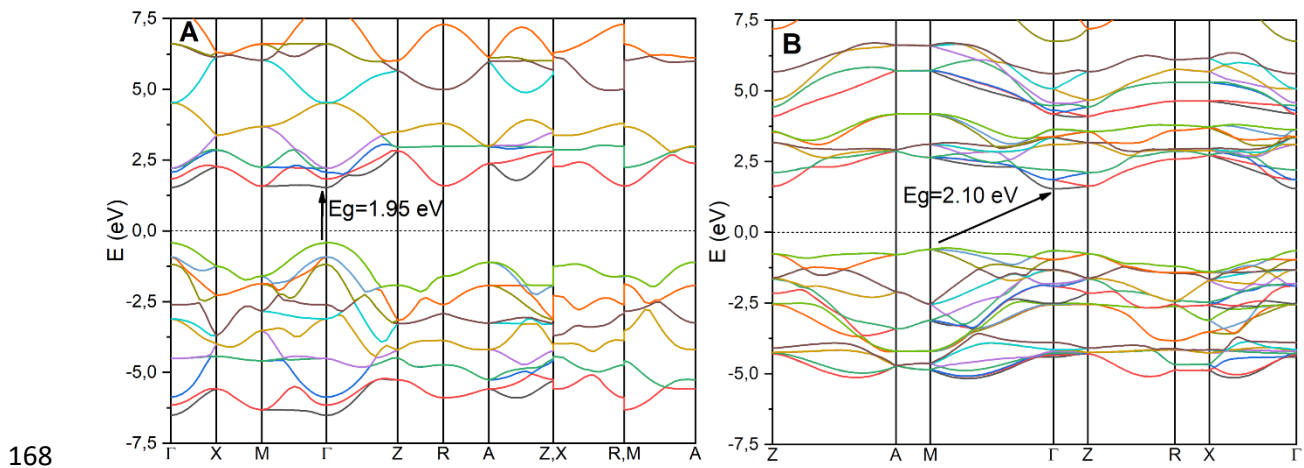 A
7,5
5,0
2,5
0,0
-2,5
-5,0
-7,5
E (eV)
Eg=1.95 eV
Γ X M Γ Z R A Z,X R,M A
B
7,5
5,0
2,5
0,0
-2,5
-5,0
-7,5
E (eV)
Eg=2.10 eV
Z A M Γ Z R X Γ
168